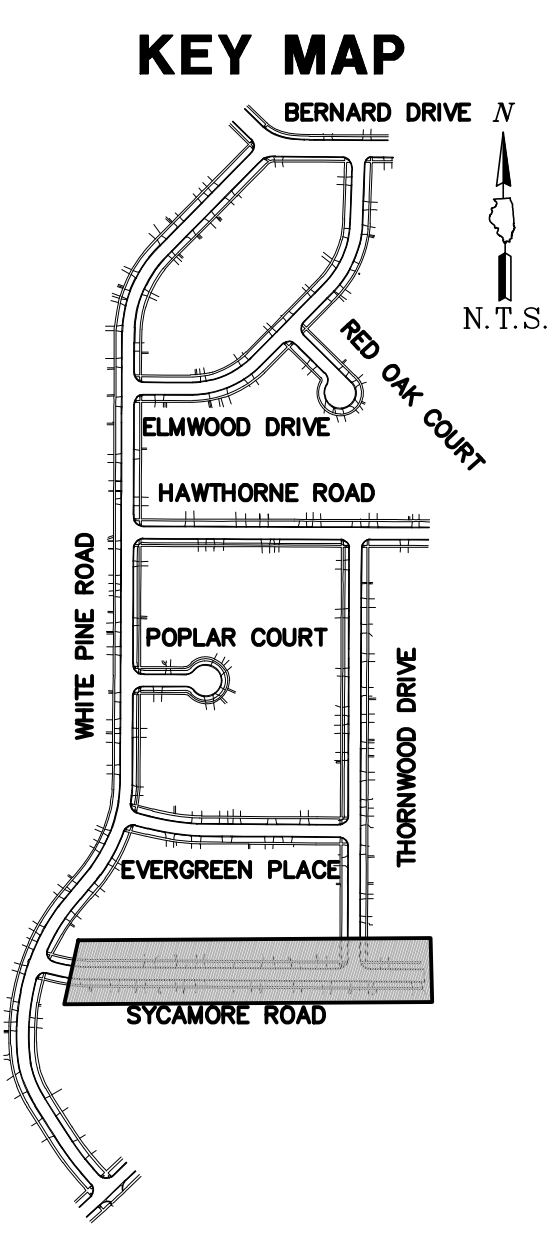 KEY MAP
BERNARD DRIVE
N
N.T.S.
RED OAK COURT
ELMWOOD DRIVE
HAWTHORNE ROAD
WHITE PINE ROAD
POPLAR COURT
THORNWOOD DRIVE
EVERGREEN PLACE
SYCAMORE ROAD